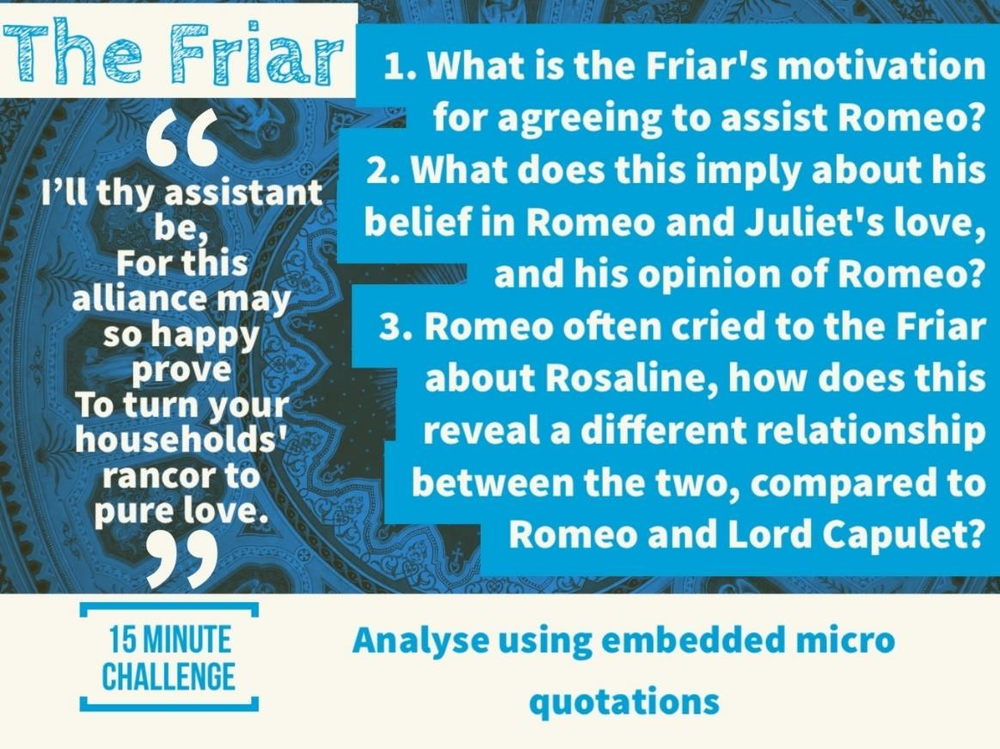 The Friar
“
I’ll thy assistant
be,
For this
alliance may
so happy
prove
To turn your
households'
rancor to
pure love.
”
1. What is the Friar's motivation
for agreeing to assist Romeo?
2. What does this imply about his
belief in Romeo and Juliet's love,
and his opinion of Romeo?
3. Romeo often cried to the Friar
about Rosaline, how does this
reveal a different relationship
between the two, compared to
Romeo and Lord Capulet?
15 MINUTE
CHALLENGE
Analyse using embedded micro
quotations